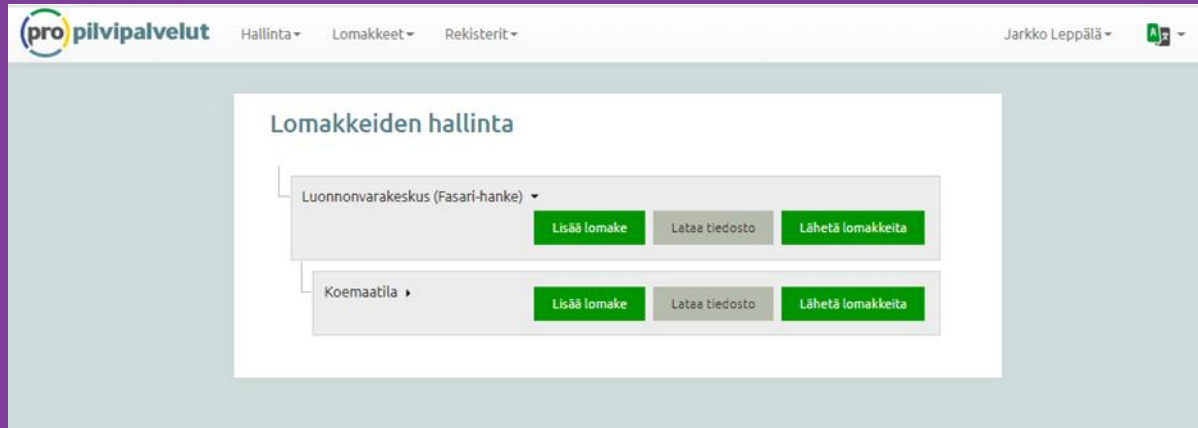 (pro)pilvipalvelut Hallinta Lomakkeet Rekisterit Jarkko Leppälä A
Lomakkeiden hallinta
Luonnonvarakeskus (Fasari-hanke)
Lisää lomake Lataa tiedosto Lähetä lomakkeita
Koemaatila
Lisää lomake Lataa tiedosto Lähetä lomakkeita